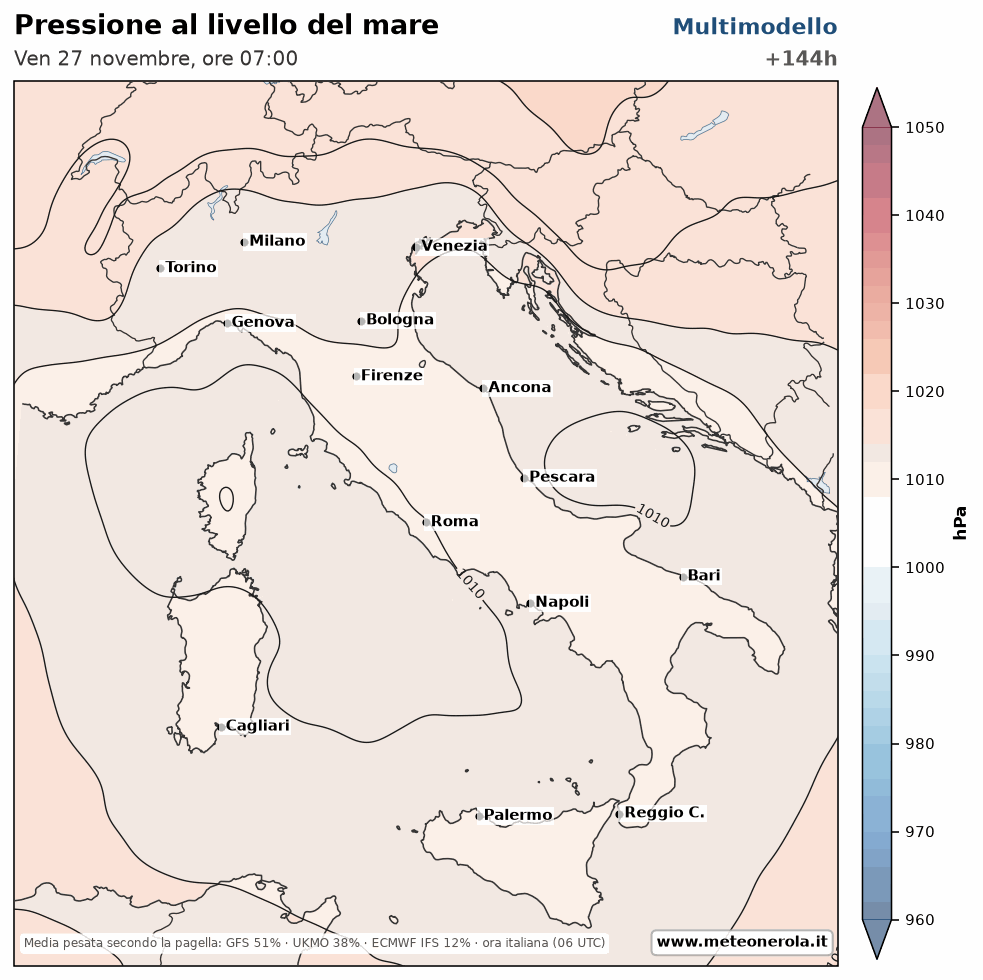 Pressione al livello del mare
Multimodello
Ven 27 novembre, ore 07:00
+144h
1050
1040
Milano
Venezia
Torino
1030
Genova
Bologna
Firenze
Ancona
1020
Pescara
1010
1010
Roma
hPa
1000
Bari
1010
Napoli
990
Cagliari
980
Palermo
Reggio C.
970
960
Media pesata secondo la pagella: GFS 51% · UKMO 38% · ECMWF IFS 12% · ora italiana (06 UTC)
www.meteonerola.it